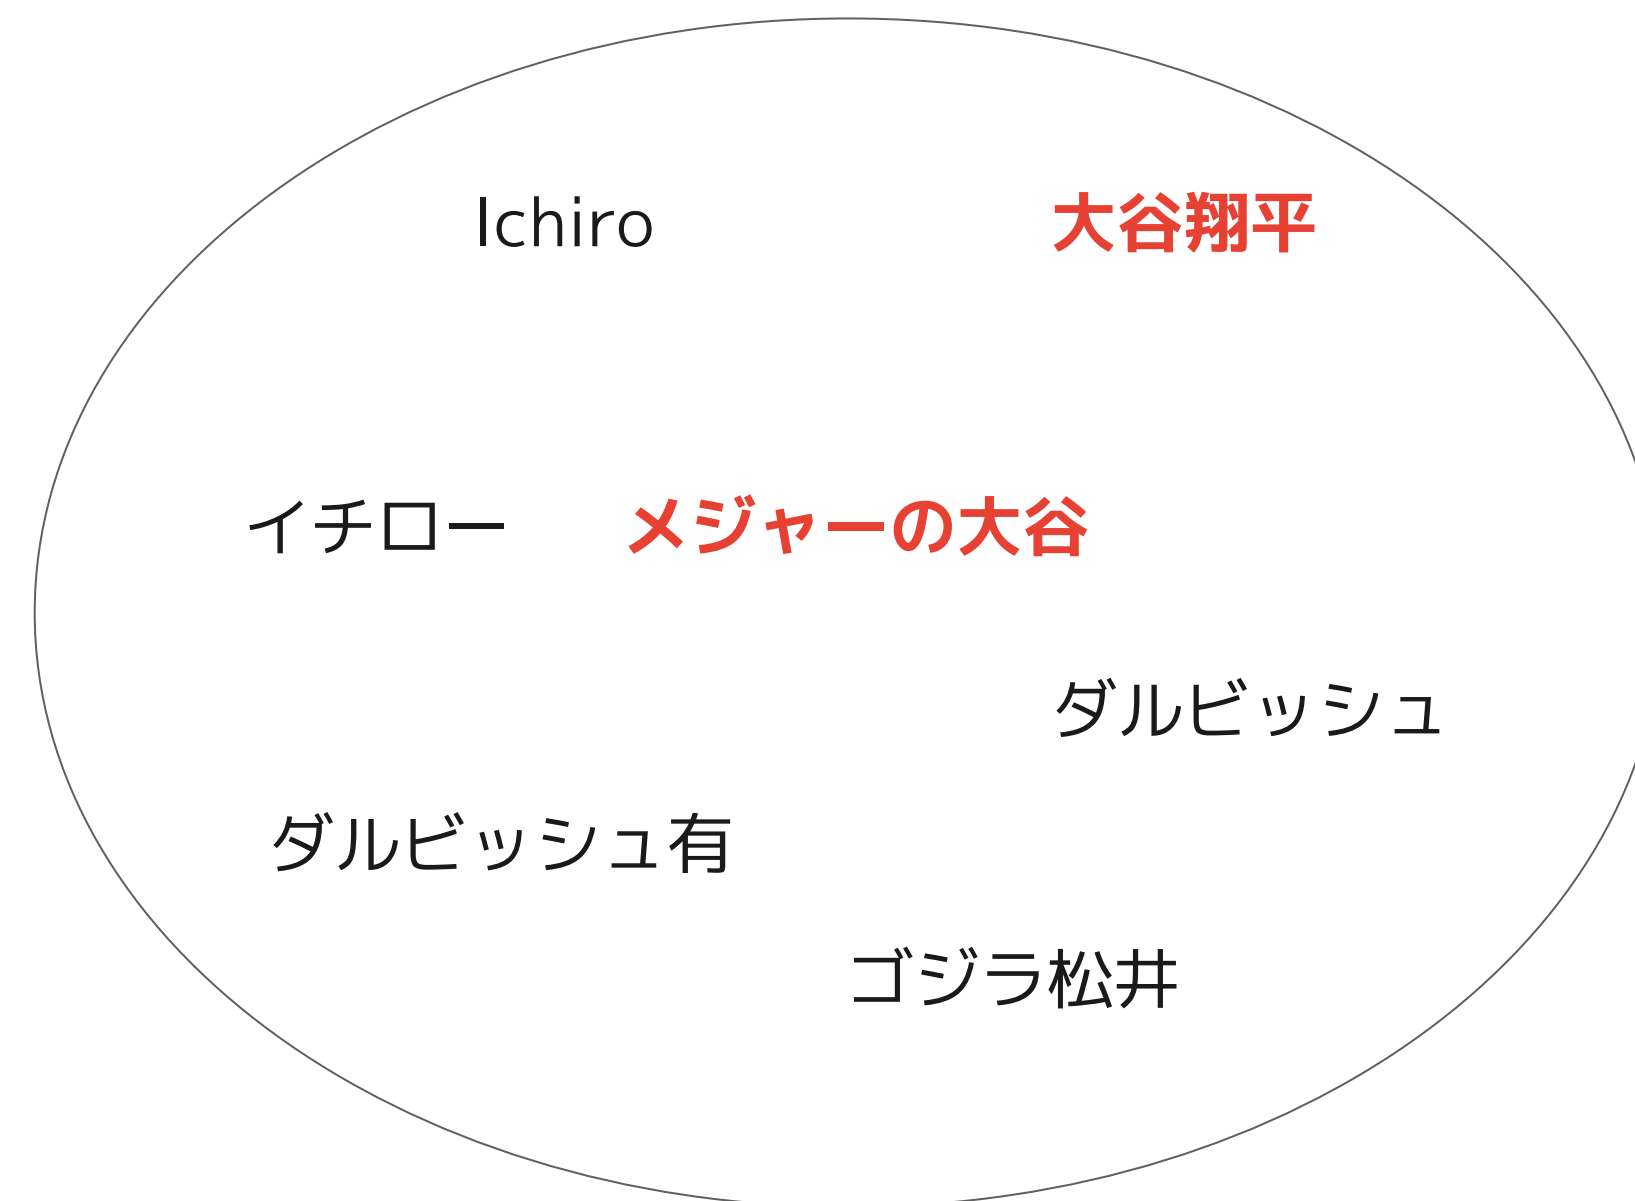 Ichiro
大谷翔平
イチロー
メジャーの大谷
ダルビッシュ
ダルビッシュ有
ゴジラ松井